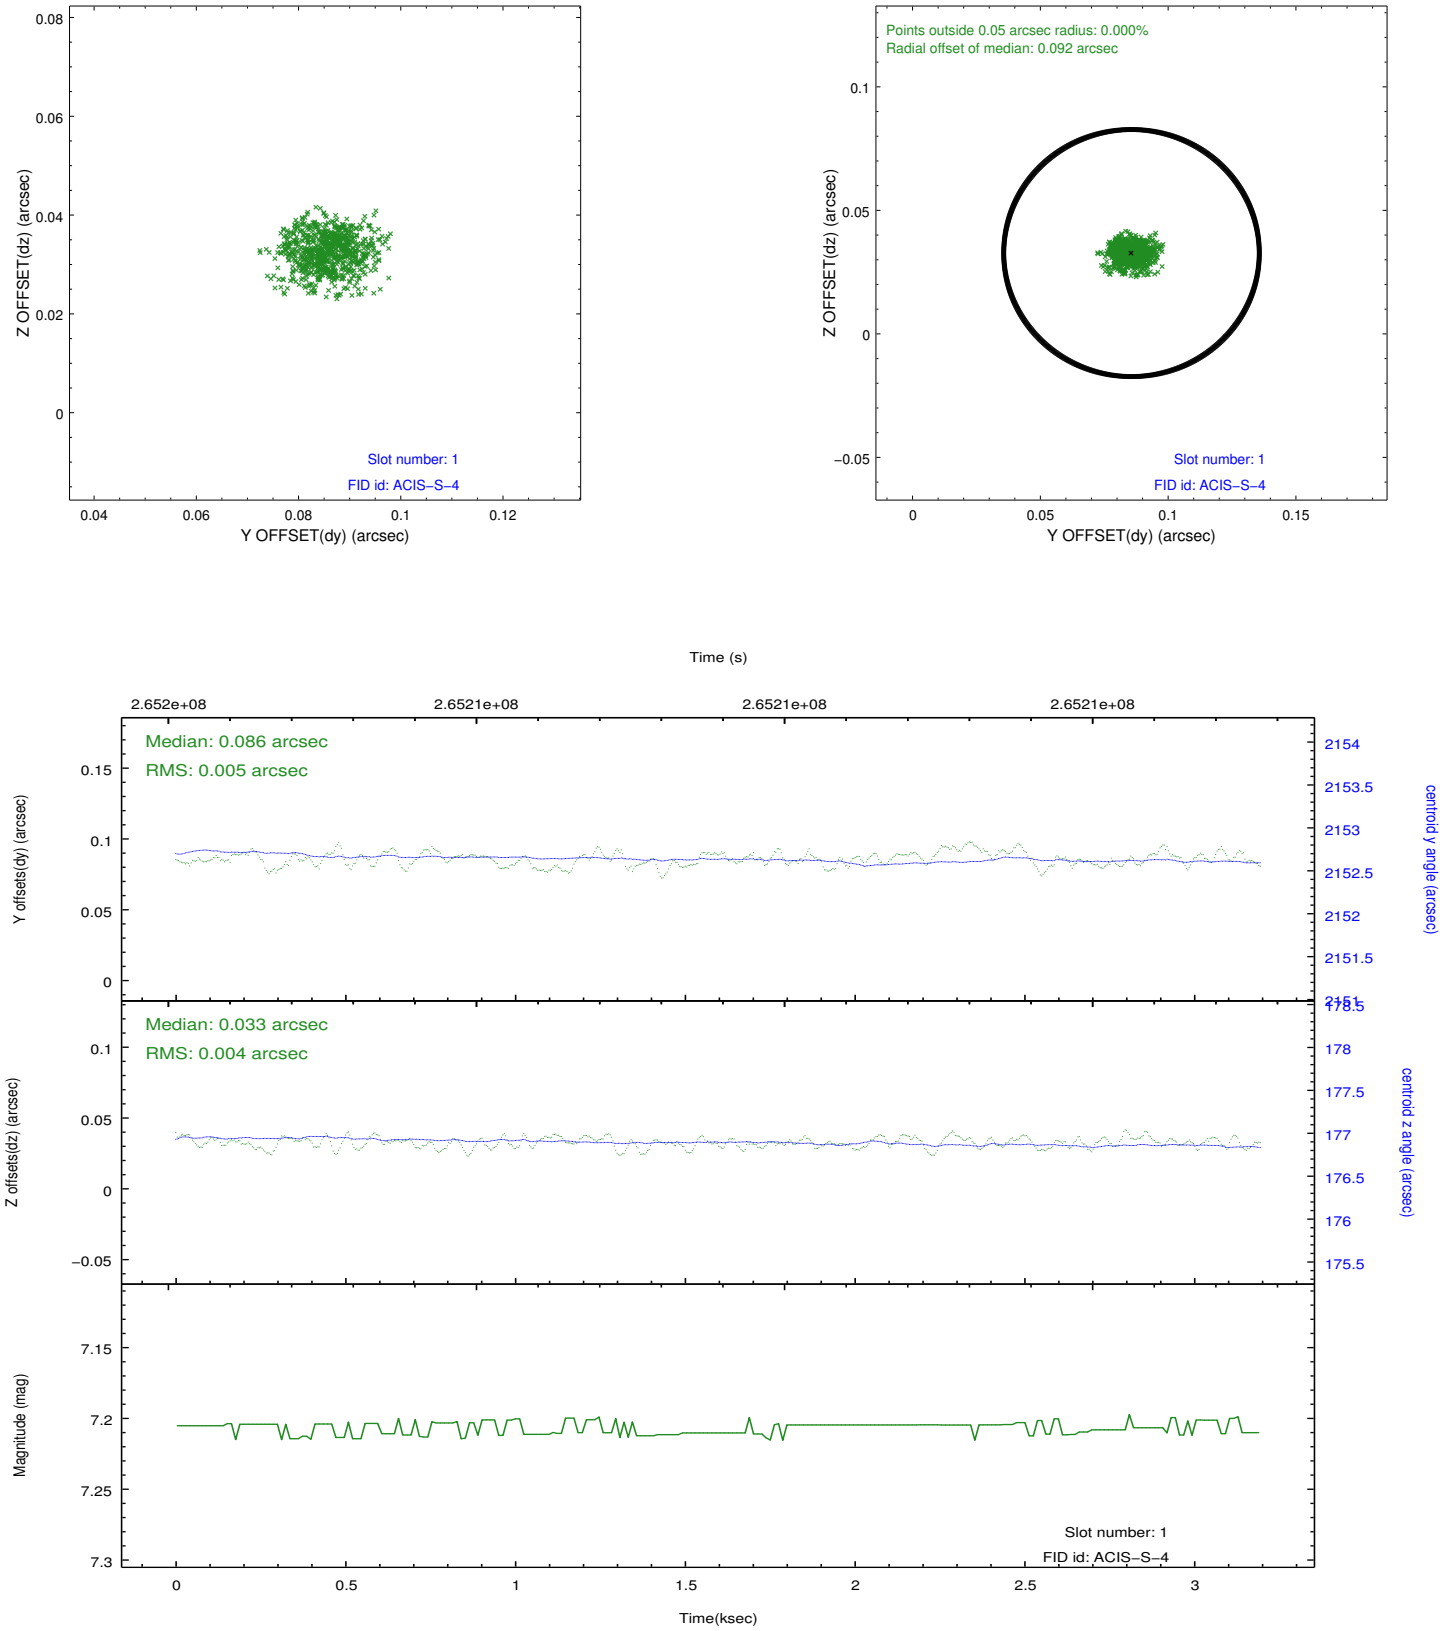 0.08
0.06
0.04
0.02
0
Z OFFSET(dz) (arcsec)
Slot number: 1
FID id: ACIS−S−4
0.04 0.06 0.08 0.1 0.12
Y OFFSET(dy) (arcsec)
Points outside 0.05 arcsec radius: 0.000%
Radial offset of median: 0.092 arcsec
0.1
0.05
0
−0.05
Z OFFSET(dz) (arcsec)
Slot number: 1
FID id: ACIS−S−4
0 0.05 0.1 0.15
Y OFFSET(dy) (arcsec)
Time (s)
2.652e+08 2.6521e+08 2.6521e+08 2.6521e+08
Median: 0.086 arcsec
RMS: 0.005 arcsec
0.15
0.1
0.05
0
Y offsets(dy) (arcsec)
2154
2153.5
2153
2152.5
2152
2151.5
2151
centroid y angle (arcsec)
Median: 0.033 arcsec
RMS: 0.004 arcsec
0.1
0.05
0
−0.05
Z offsets(dz) (arcsec)
178.5
178
177.5
177
176.5
176
175.5
centroid z angle (arcsec)
7.15
7.2
7.25
7.3
Magnitude (mag)
Slot number: 1
FID id: ACIS−S−4
0 0.5 1 1.5 2 2.5 3
Time(ksec)